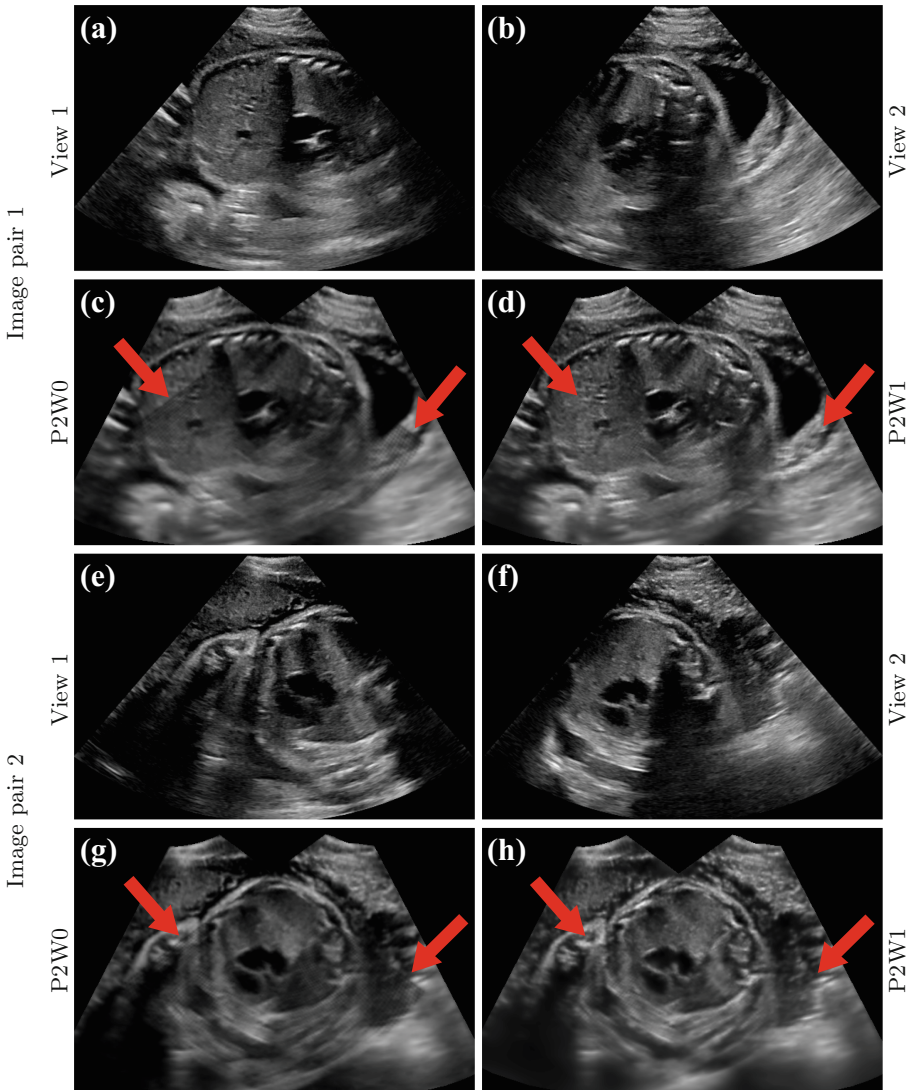 Image pair 1
View 1
(a)
(b)
View 2
P2W0
(c)
(d)
P2W1
Image pair 2
View 1
(e)
(f)
View 2
P2W0
(g)
(h)
P2W1